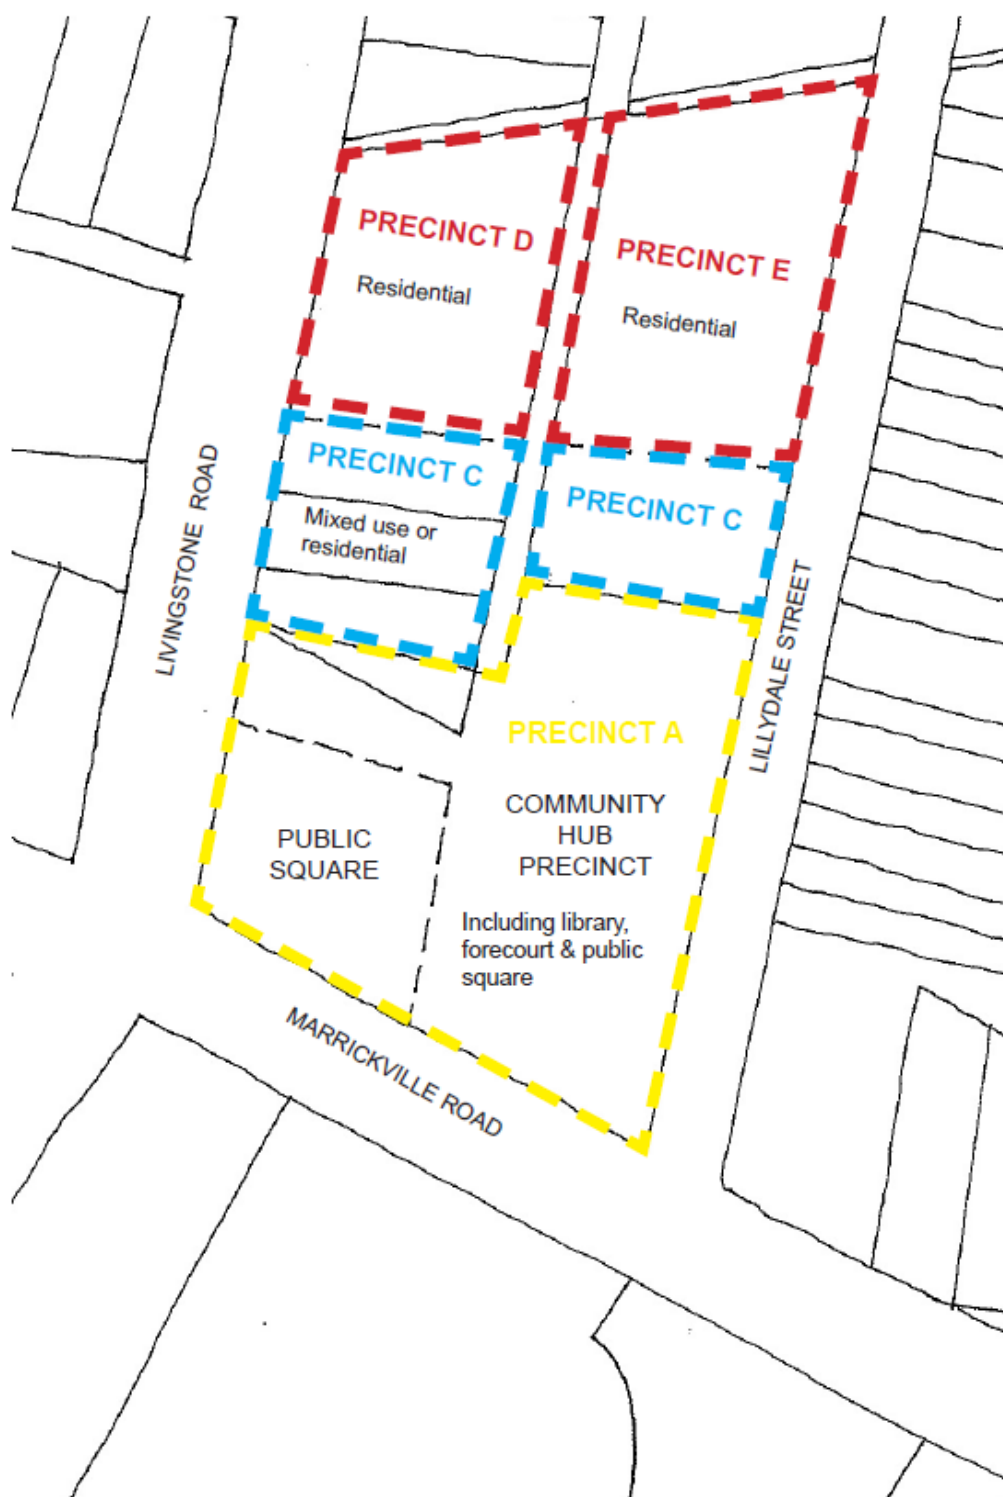 PRECINCT D
Residential
PRECINCT E
Residential
PRECINCT C
Mixed use or
residential
PRECINCT C
LIVINGSTONE ROAD
LILLYDALE STREET
PRECINCT A
COMMUNITY
HUB
PRECINCT
Including library,
forecourt & public
square
PUBLIC
SQUARE
MARRICKVILLE ROAD